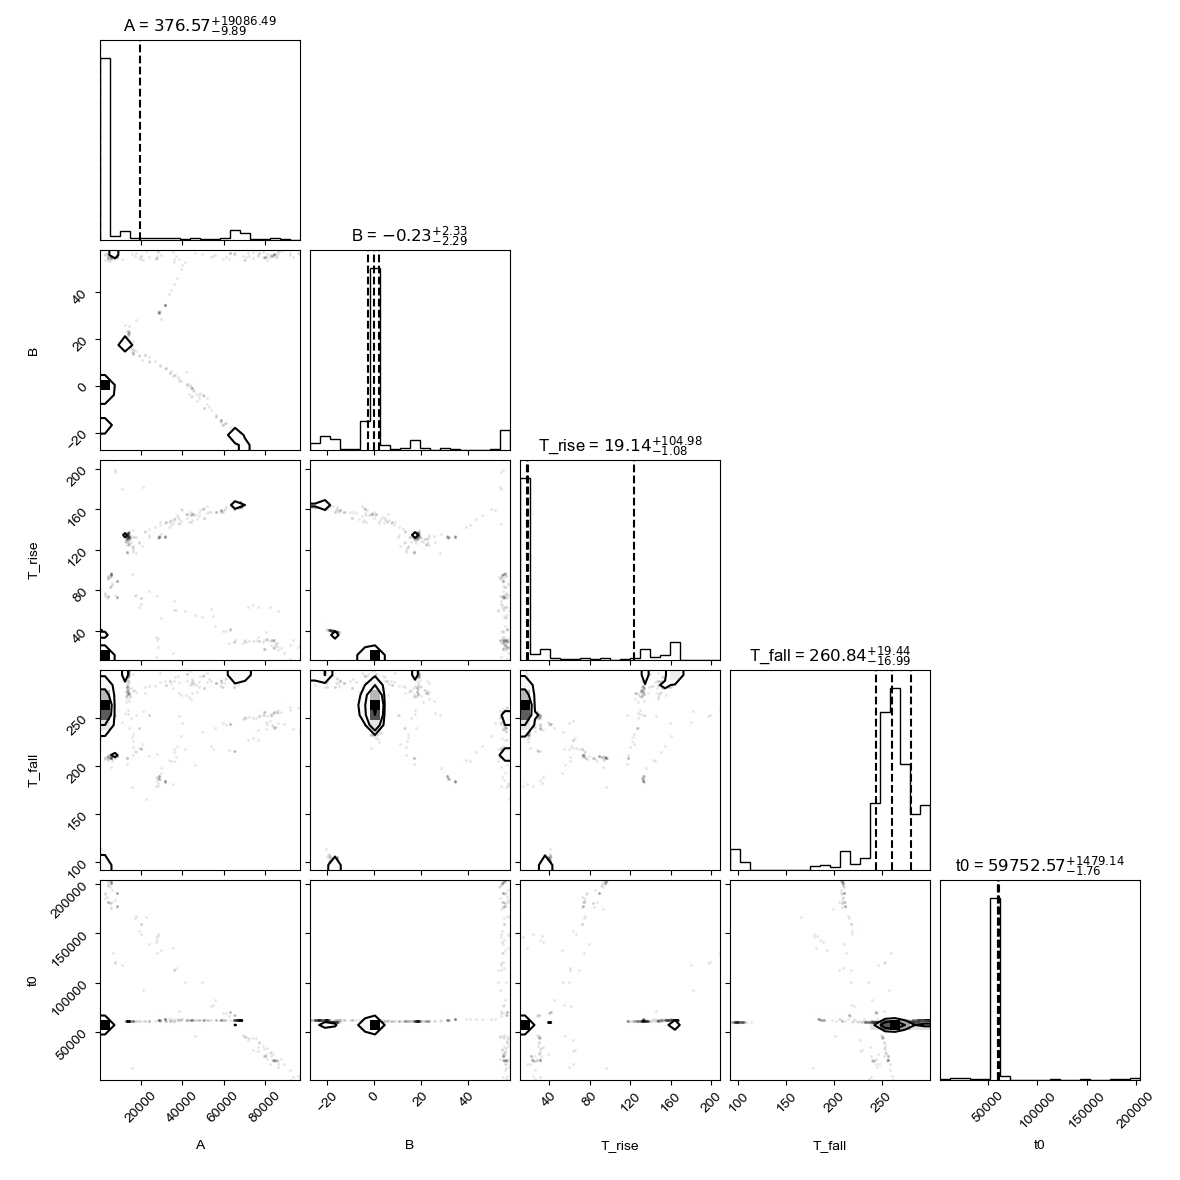 A = 376.57+19086.49−9.89
B = −0.23+2.33−2.29
40
20
0
−20
B
T_rise = 19.14+104.98−1.08
200
160
120
80
40
T_rise
T_fall = 260.84+19.44−16.99
250
200
150
100
T_fall
t0 = 59752.57+1479.14−1.76
200000
150000
100000
50000
t0
20000 40000 60000 80000
−20 0 20 40
40 80 120 160 200
100 150 200 250
50000 100000 150000 200000
A B T_rise T_fall t0